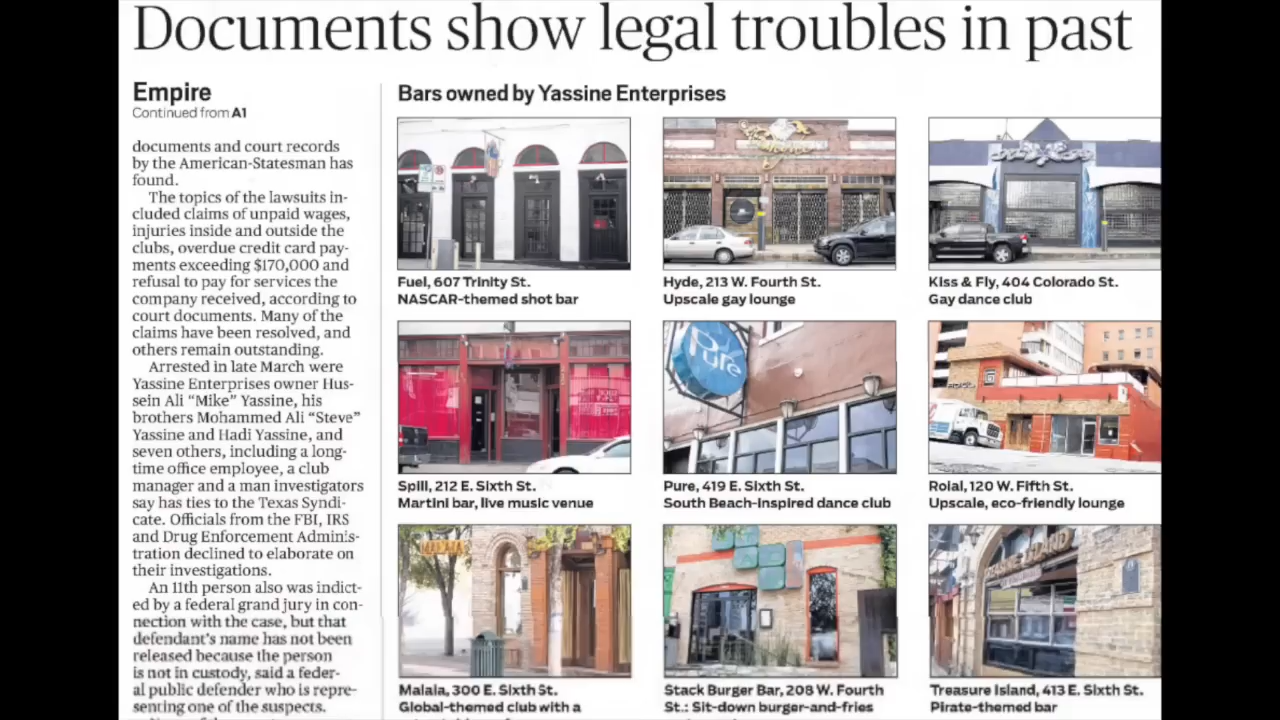 Documents show legal troubles in past
Empire
Continued from A1
documents and court records
by the American-Statesman has
found.
The topics of the lawsuits in-
cluded claims of unpaid wages,
injuries inside and outside the
clubs, overdue credit card pay-
ments exceeding $170,000 and
refusal to pay for services the
company received, according to
court documents. Many of the
claims have been resolved, and
others remain outstanding.
Arrested in late March were
Yassine Enterprises owner Hus-
sein Ali “Mike” Yassine, his
brothers Mohammed Ali “Steve”
Yassine and Hadi Yassine, and
seven others, including a long-
time office employee, a club
manager and a man investigators
say has ties to the Texas Syndi-
cate. Officials from the FBI, IRS
and Drug Enforcement Adminis-
tration declined to elaborate on
their investigations.
An 11th person also was indict-
ed by a federal grand jury in con-
nection with the case, but that
defendant’s name has not been
released because the person
is not in custody, said a feder-
al public defender who is repre-
senting one of the suspects.
Bars owned by Yassine Enterprises
Fuel, 607 Trinity St.
NASCAR-themed shot bar
Hyde, 213 W. Fourth St.
Upscale gay lounge
Kiss & Fly, 404 Colorado St.
Gay dance club
Pure
Spill, 212 E. Sixth St.
Martini bar, live music venue
Pure, 419 E. Sixth St.
South Beach-inspired dance club
Roial, 120 W. Fifth St.
Upscale, eco-friendly lounge
MALAIA
Malaia, 300 E. Sixth St.
Global-themed club with a
Stack Burger Bar, 208 W. Fourth
St.: Sit-down burger-and-fries
Treasure Island, 413 E. Sixth St.
Pirate-themed bar